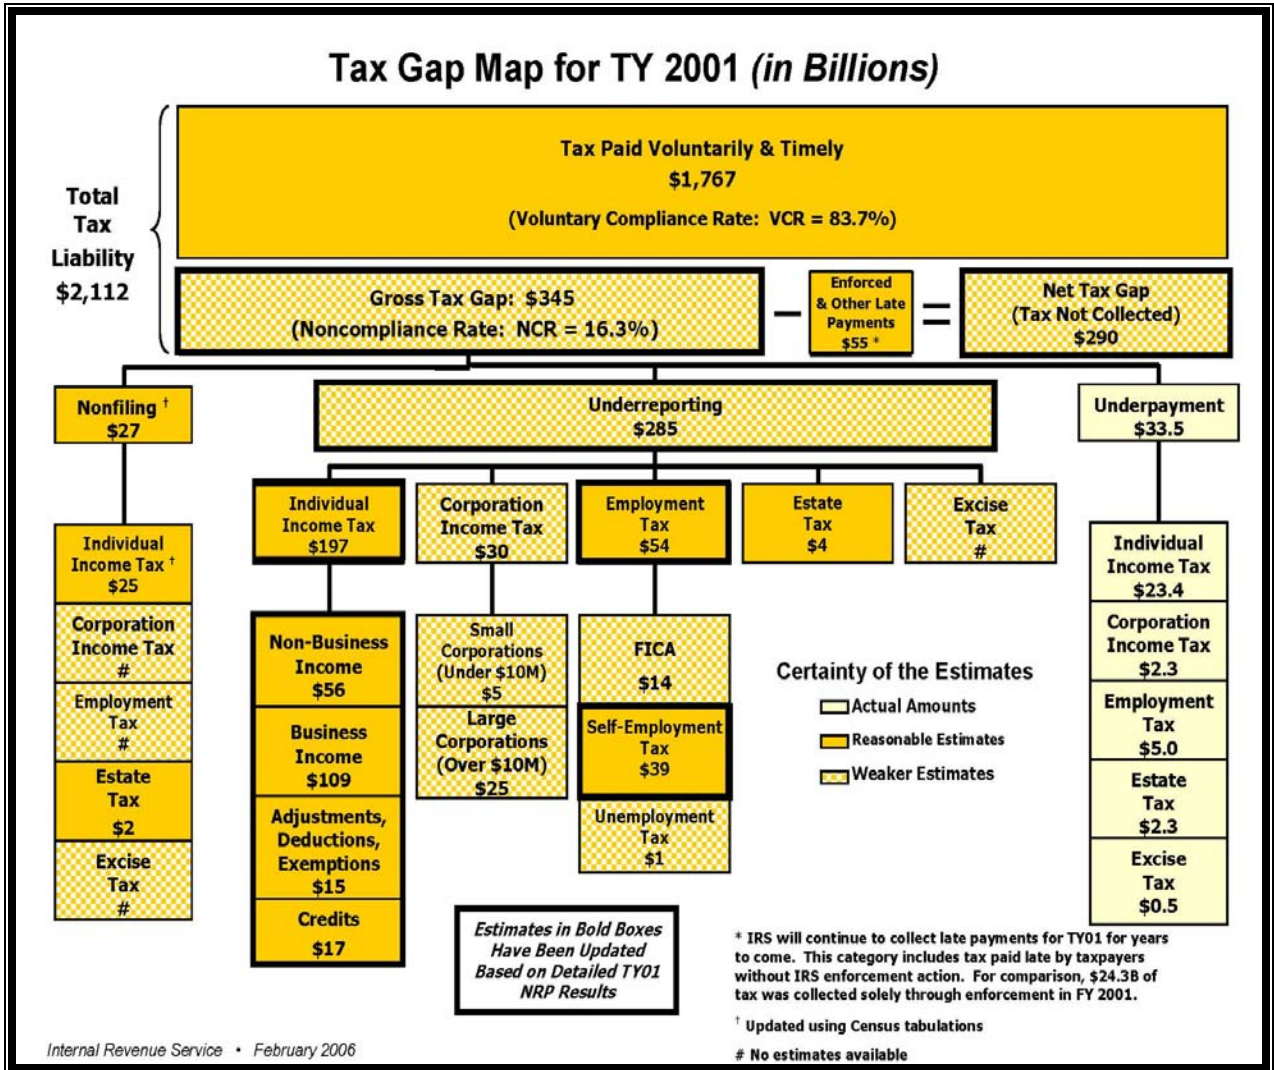 Tax Gap Map for TY 2001 (in Billions)
Total
Tax
Liability
$2,112
Tax Paid Voluntarily & Timely
$1,767
(Voluntary Compliance Rate: VCR = 83.7%)
Gross Tax Gap: $345
(Noncompliance Rate: NCR = 16.3%)
−
Enforced
& Other Late
Payments
$55 *
=
Net Tax Gap
(Tax Not Collected)
$290
Nonfiling †
$27
Underreporting
$285
Underpayment
$33.5
Individual
Income Tax †
$25
Corporation
Income Tax
#
Employment
Tax
#
Estate
Tax
$2
Excise
Tax
#
Individual
Income Tax
$197
Non-Business
Income
$56
Business
Income
$109
Adjustments,
Deductions,
Exemptions
$15
Credits
$17
Corporation
Income Tax
$30
Small
Corporations
(Under $10M)
$5
Large
Corporations
(Over $10M)
$25
Employment
Tax
$54
FICA
$14
Self-Employment
Tax
$39
Unemployment
Tax
$1
Estate
Tax
$4
Excise
Tax
#
Individual
Income Tax
$23.4
Corporation
Income Tax
$2.3
Employment
Tax
$5.0
Estate
Tax
$2.3
Excise
Tax
$0.5
Certainty of the Estimates
Actual Amounts
Reasonable Estimates
Weaker Estimates
Estimates in Bold Boxes
Have Been Updated
Based on Detailed TY01
NRP Results
* IRS will continue to collect late payments for TY01 for years
to come. This category includes tax paid late by taxpayers
without IRS enforcement action. For comparison, $24.3B of
tax was collected solely through enforcement in FY 2001.
† Updated using Census tabulations
# No estimates available
Internal Revenue Service • February 2006